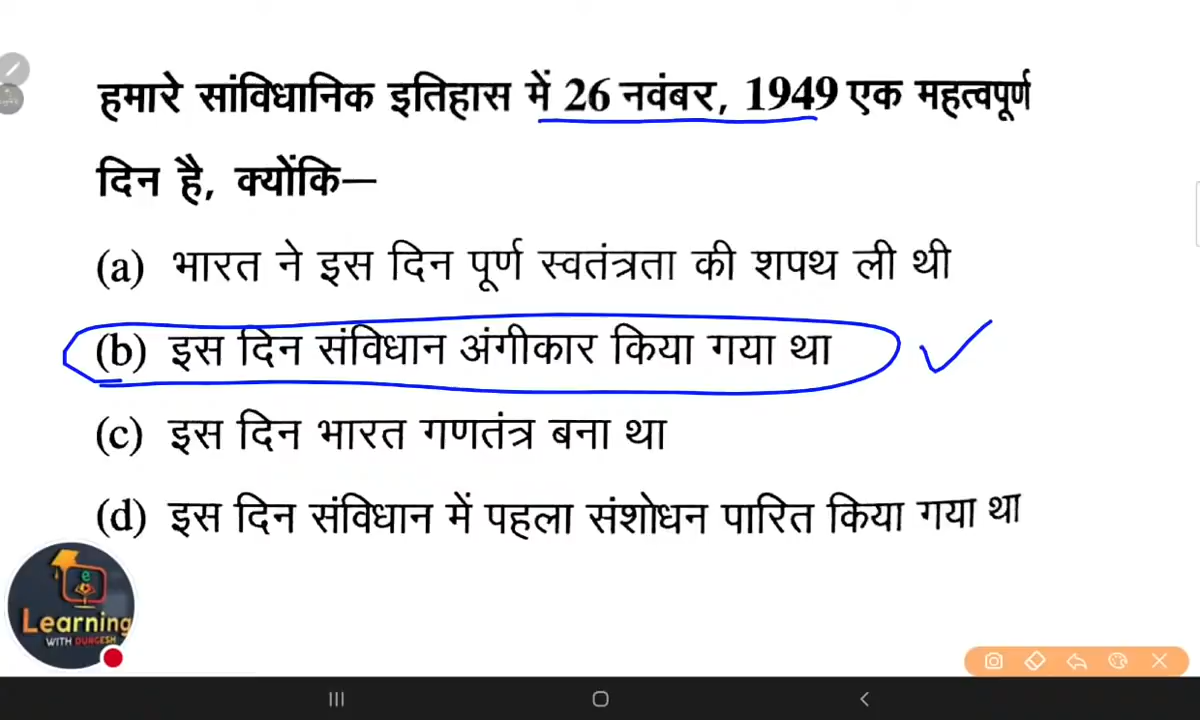 हमारे सांविधानिक इतिहास में 26 नवंबर, 1949 एक महत्वपूर्ण
दिन है, क्योंकि—
(a) भारत ने इस दिन पूर्ण स्वतंत्रता की शपथ ली थी
(b) इस दिन संविधान अंगीकार किया गया था
(c) इस दिन भारत गणतंत्र बना था
(d) इस दिन संविधान में पहला संशोधन पारित किया गया था
e
Learning
WITH DURGESH